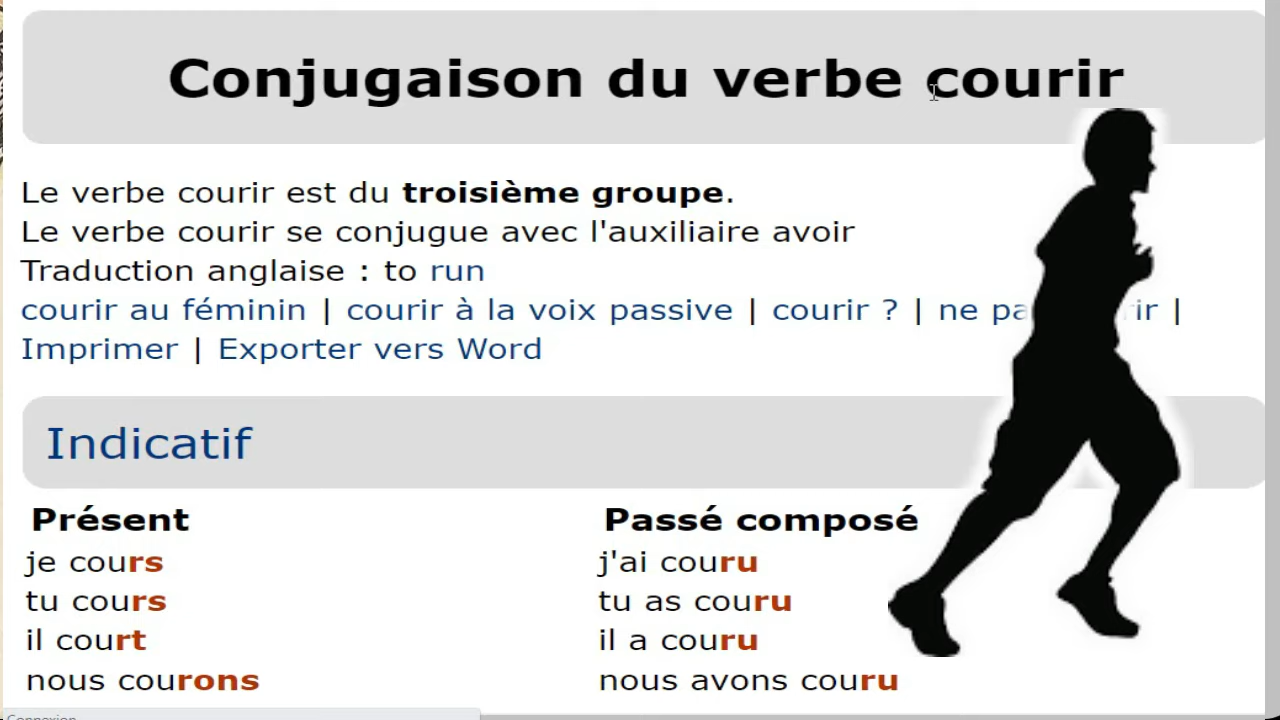 Conjugaison du verbe courir
Le verbe courir est du troisième groupe.
Le verbe courir se conjugue avec l'auxiliaire avoir
Traduction anglaise : to run
courir au féminin | courir à la voix passive | courir ? | ne |
Imprimer | Exporter vers Word
Indicatif
Présent
je cours
tu cours
il court
nous courons
Passé composé
j'ai couru
tu as couru
il a couru
nous avons couru